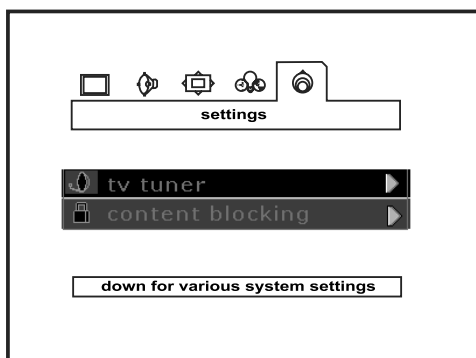 settings
tv tuner
content blocking
down for various system settings